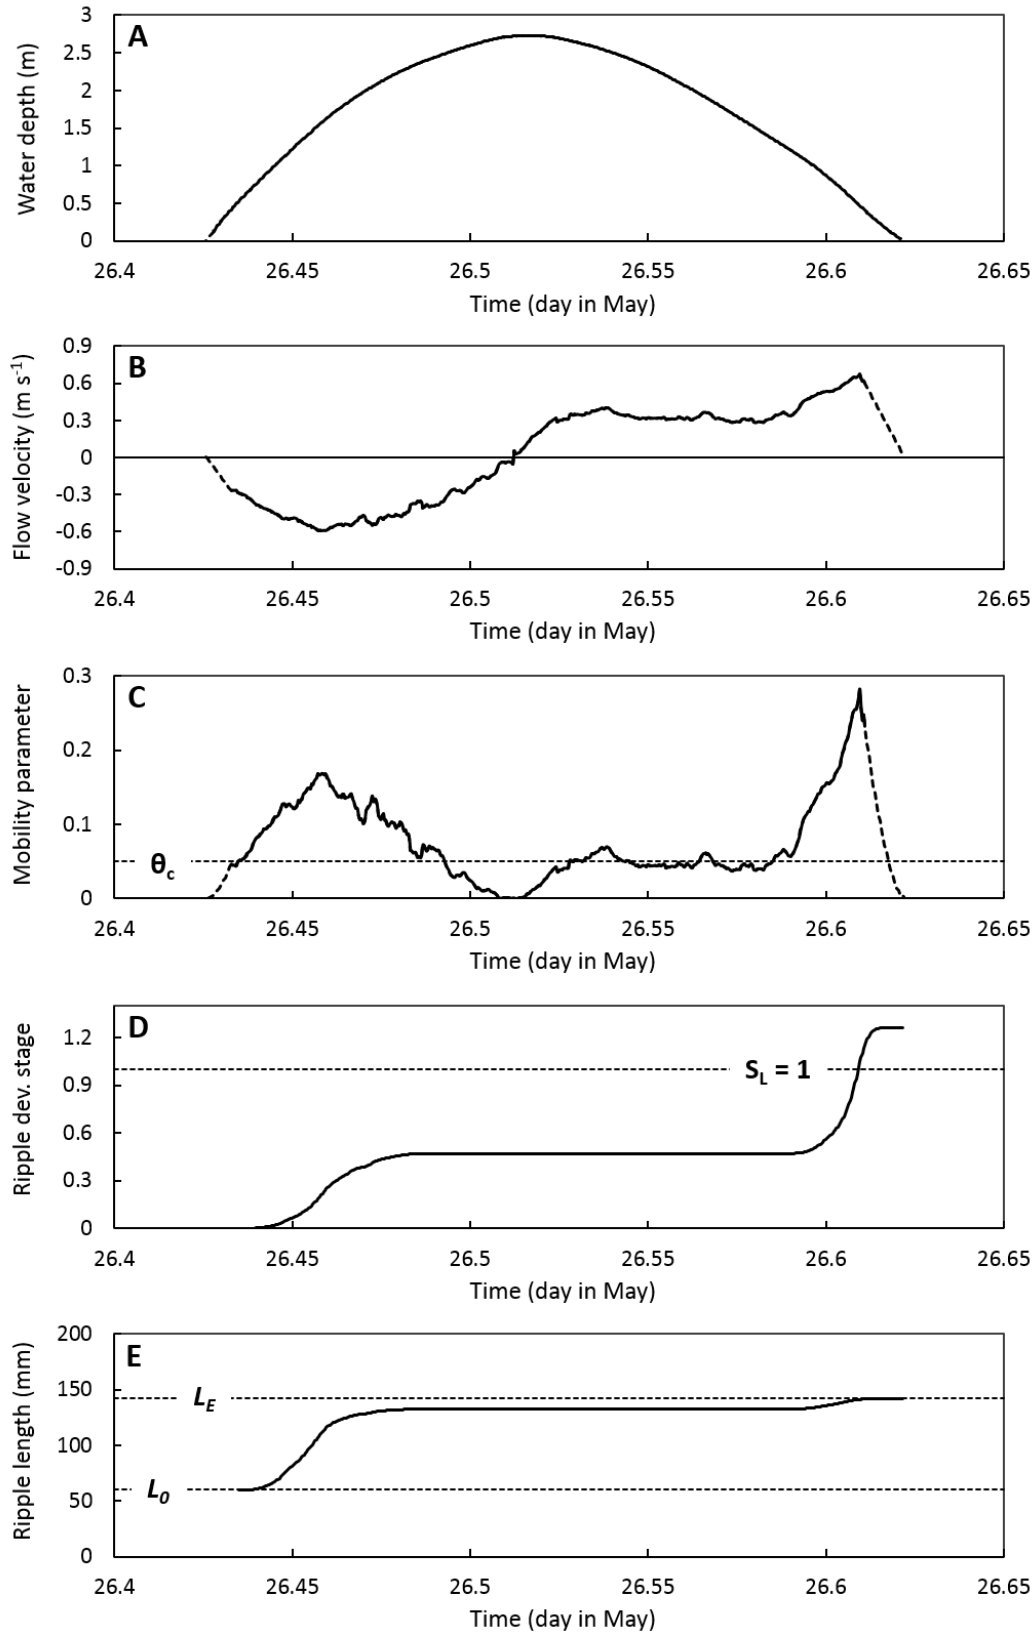 A
Water depth (m)
3
2.5
2
1.5
1
0.5
0
26.4 26.45 26.5 26.55 26.6 26.65
Time (day in May)
B
Flow velocity (m s⁻¹)
0.9
0.6
0.3
0
-0.3
-0.6
-0.9
26.4 26.45 26.5 26.55 26.6 26.65
Time (day in May)
C
Mobility parameter
0.3
0.2
0.1
θc
0
26.4 26.45 26.5 26.55 26.6 26.65
Time (day in May)
D
Ripple dev. stage
1.2
SL = 1
0.9
0.6
0.3
0
26.4 26.45 26.5 26.55 26.6 26.65
Time (day in May)
E
Ripple length (mm)
200
150
LE
100
L0
50
0
26.4 26.45 26.5 26.55 26.6 26.65
Time (day in May)